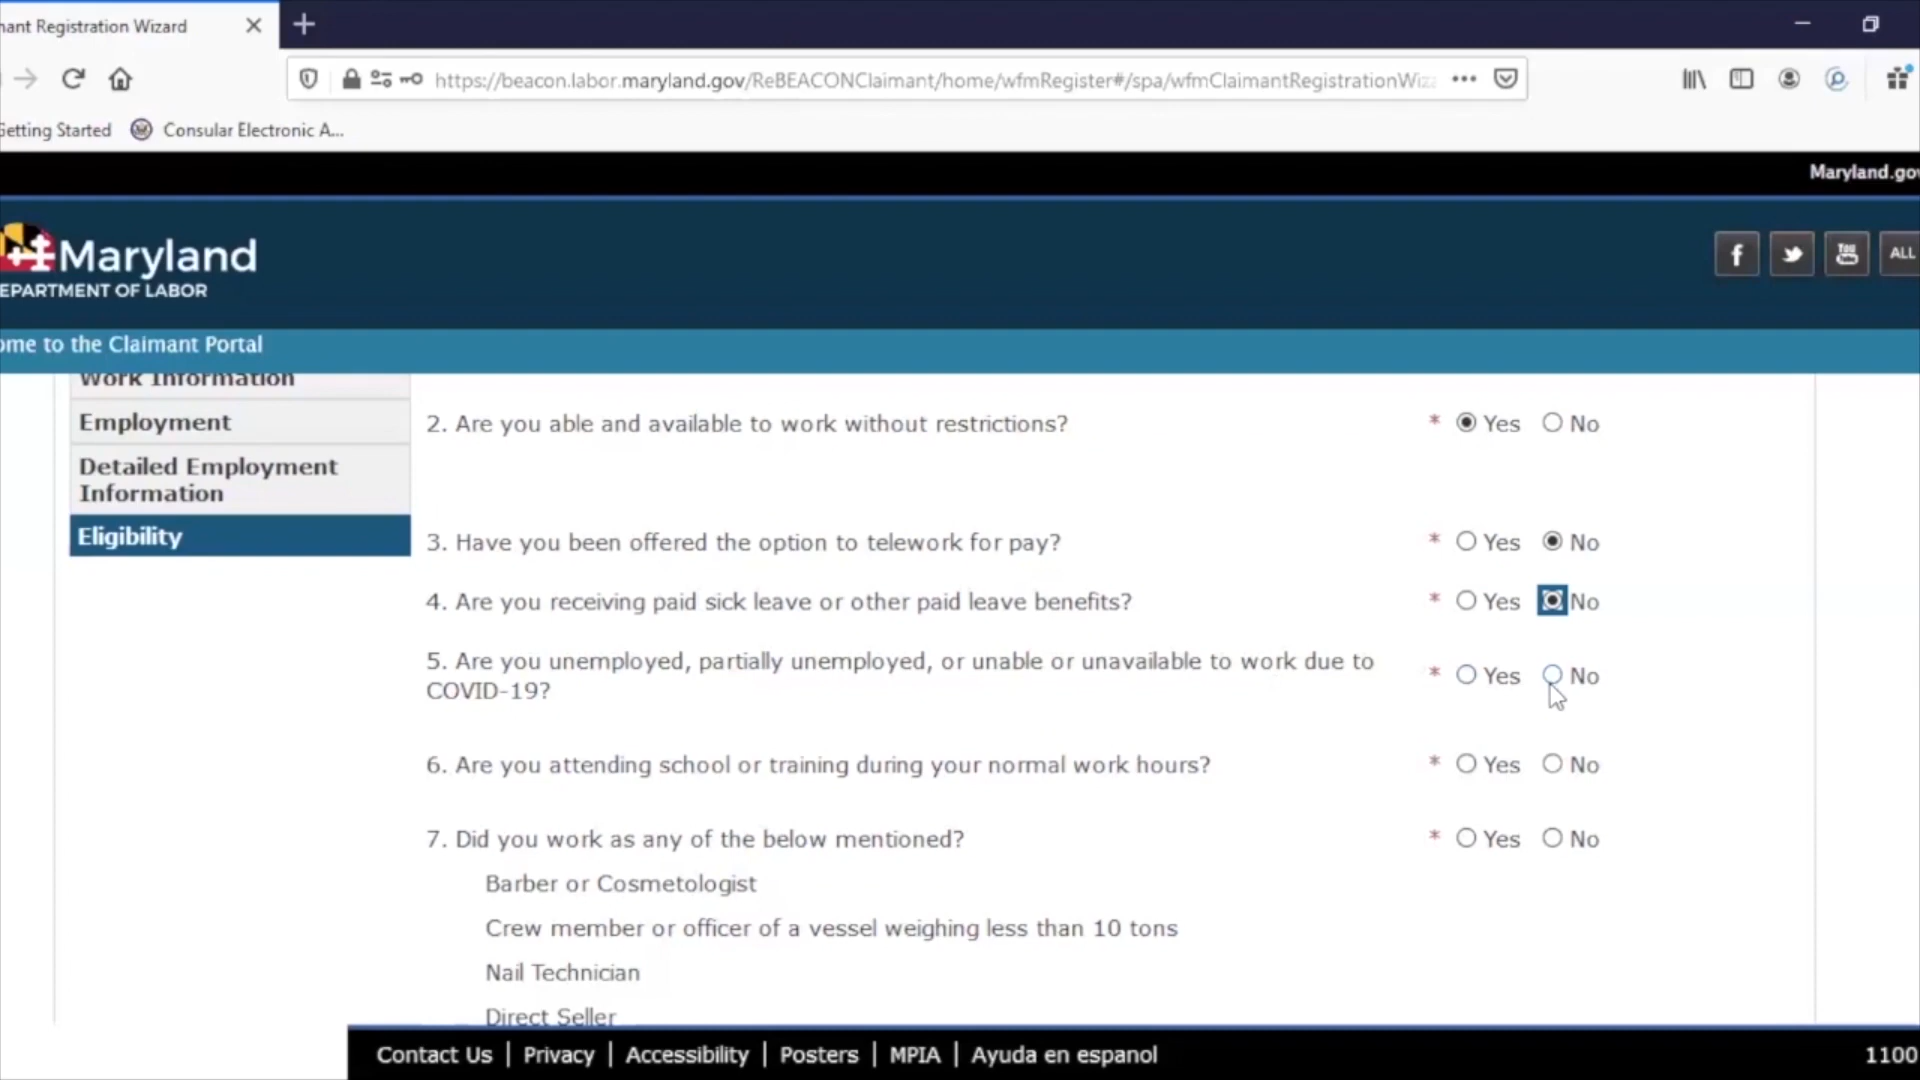 nant Registration Wizard
https://beacon.labor.maryland.gov/ReBEACONClaimant/home/wfmRegister#/spa/wfmClaimantRegistrationWiz
Getting Started Consular Electronic A...
Maryland.gov
Maryland
EPARTMENT OF LABOR
f You ALL
ome to the Claimant Portal
Work Information
Employment
Detailed Employment
Information
Eligibility
2. Are you able and available to work without restrictions? * Yes No
3. Have you been offered the option to telework for pay? * Yes No
4. Are you receiving paid sick leave or other paid leave benefits? * Yes No
5. Are you unemployed, partially unemployed, or unable or unavailable to work due to
COVID-19? * Yes No
6. Are you attending school or training during your normal work hours? * Yes No
7. Did you work as any of the below mentioned? * Yes No
Barber or Cosmetologist
Crew member or officer of a vessel weighing less than 10 tons
Nail Technician
Direct Seller
Contact Us | Privacy | Accessibility | Posters | MPIA | Ayuda en espanol 1100